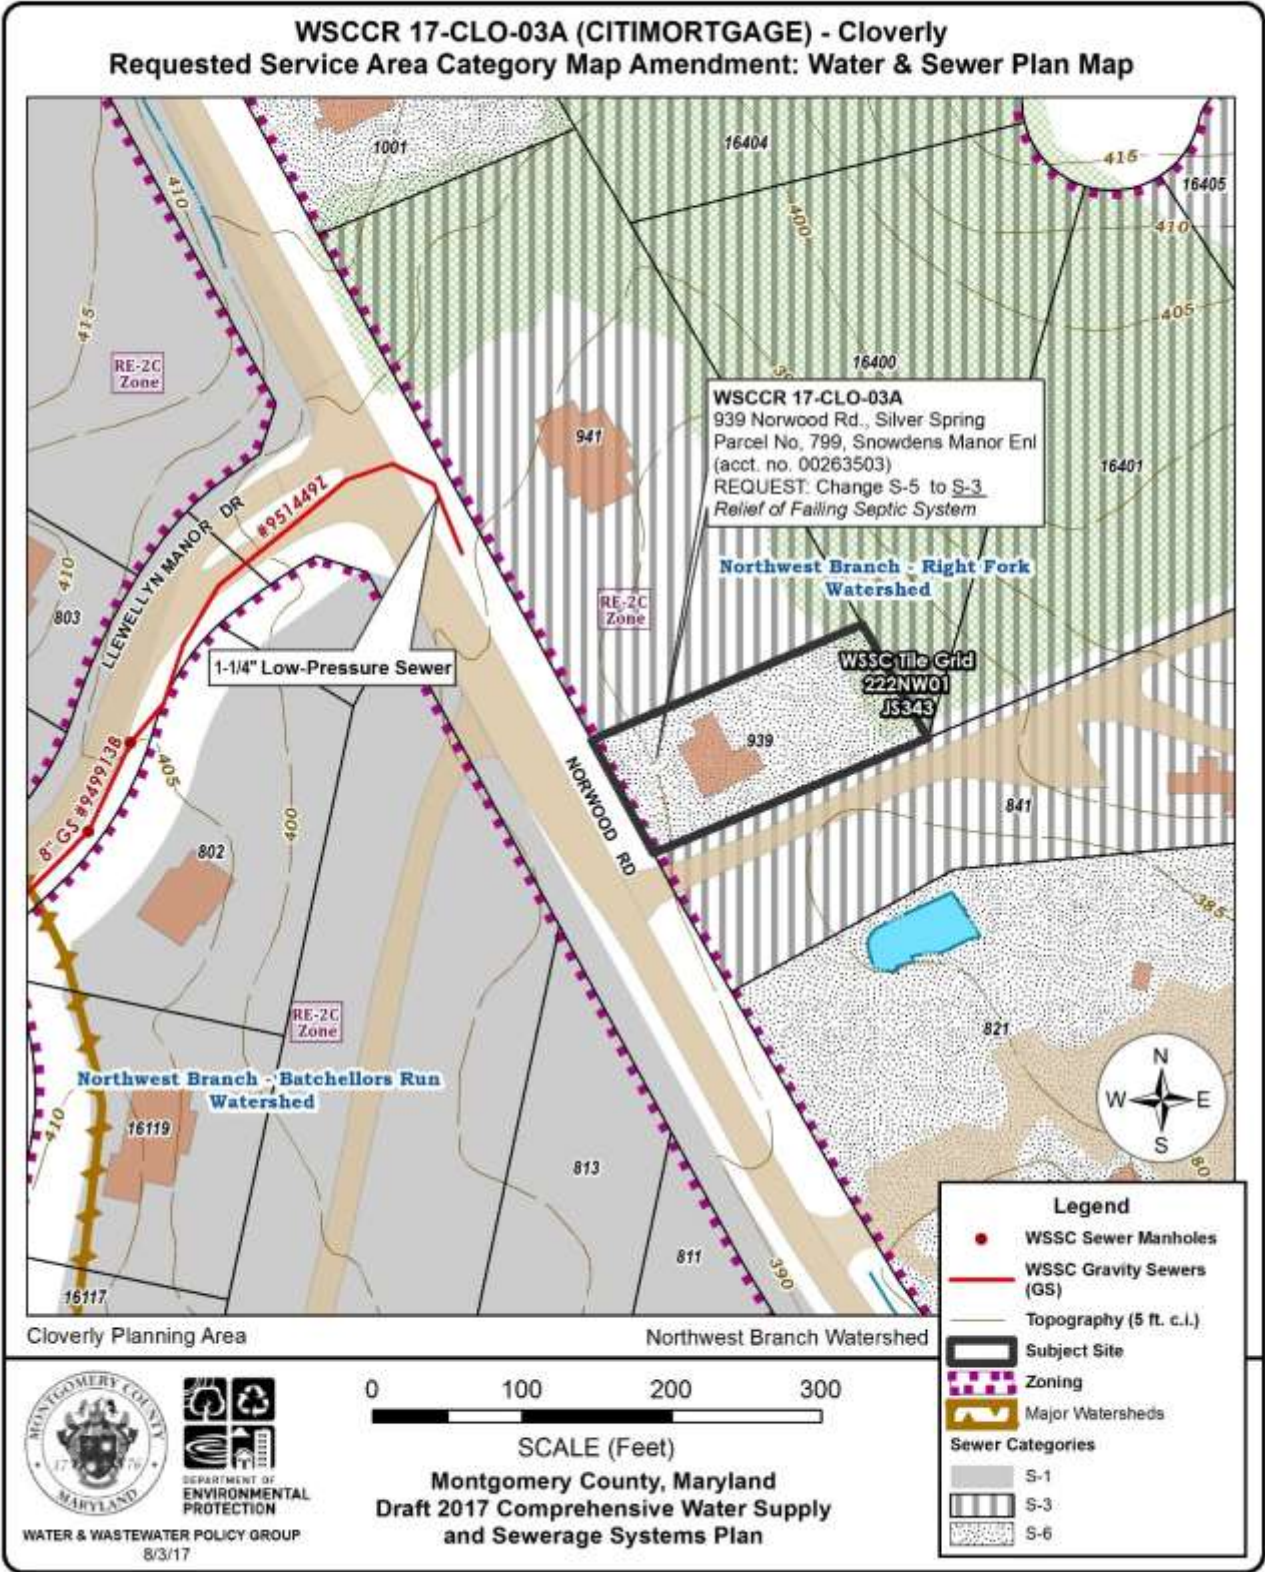 WSCCR 17-CLO-03A (CITIMORTGAGE) - Cloverly
Requested Service Area Category Map Amendment: Water & Sewer Plan Map
1001
16404
415
16405
410
400
410
415
405
RE-2C
Zone
16400
WSCCR 17-CLO-03A
939 Norwood Rd., Silver Spring
Parcel No, 799, Snowdens Manor Enl
(acct. no. 00263503)
REQUEST: Change S-5 to S-3
Relief of Failing Septic System
941
16401
#951449Z
LLEWELLYN MANOR DR
410
803
Northwest Branch - Right Fork
Watershed
RE-2C
Zone
1-1/4" Low-Pressure Sewer
WSSC Tile Grid
222NW01
JS343
939
NORWOOD RD
8" GS #949913B
405
400
841
802
385
821
RE-2C
Zone
N
W E
S
Northwest Branch - Batchellors Run
Watershed
410
16119
813
80
811
390
16117
Cloverly Planning Area
Northwest Branch Watershed
Legend
WSSC Sewer Manholes
WSSC Gravity Sewers
(GS)
Topography (5 ft. c.i.)
Subject Site
Zoning
Major Watersheds
Sewer Categories
S-1
S-3
S-6
MONTGOMERY COUNTY
17 76
MARYLAND
DEPARTMENT OF
ENVIRONMENTAL
PROTECTION
WATER & WASTEWATER POLICY GROUP
8/3/17
0 100 200 300
SCALE (Feet)
Montgomery County, Maryland
Draft 2017 Comprehensive Water Supply
and Sewerage Systems Plan